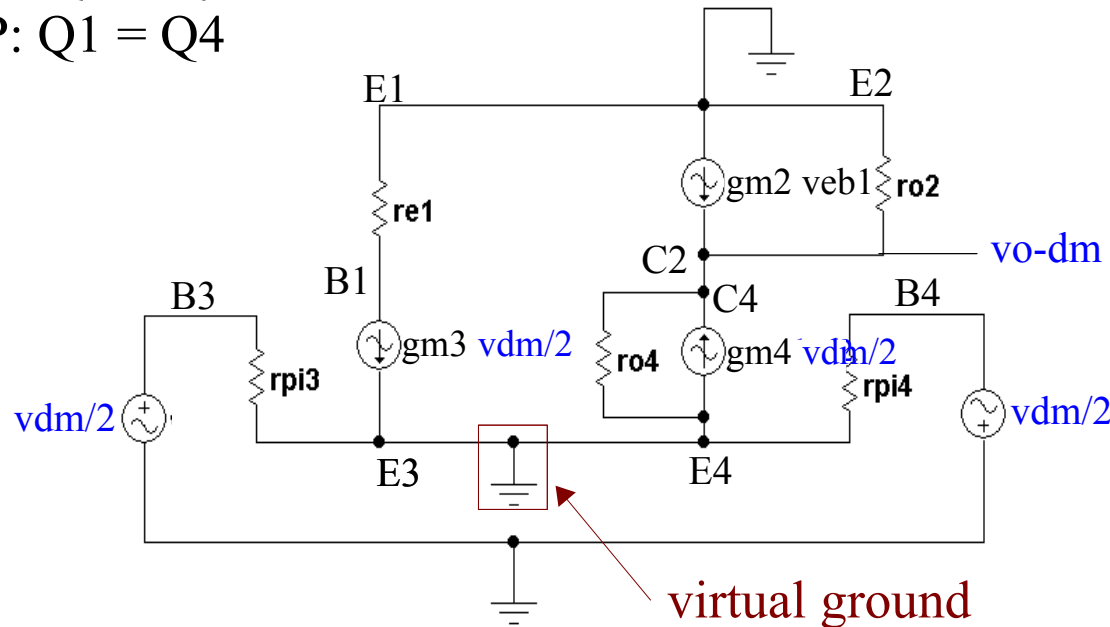 P: Q1 = Q4
E1
E2
gm2 veb1
ro2
re1
C2
vo-dm
B1
C4
B3
B4
gm3 vdm/2
ro4
gm4 vdm/2
rpi3
rpi4
vdm/2
vdm/2
E3
E4
virtual ground